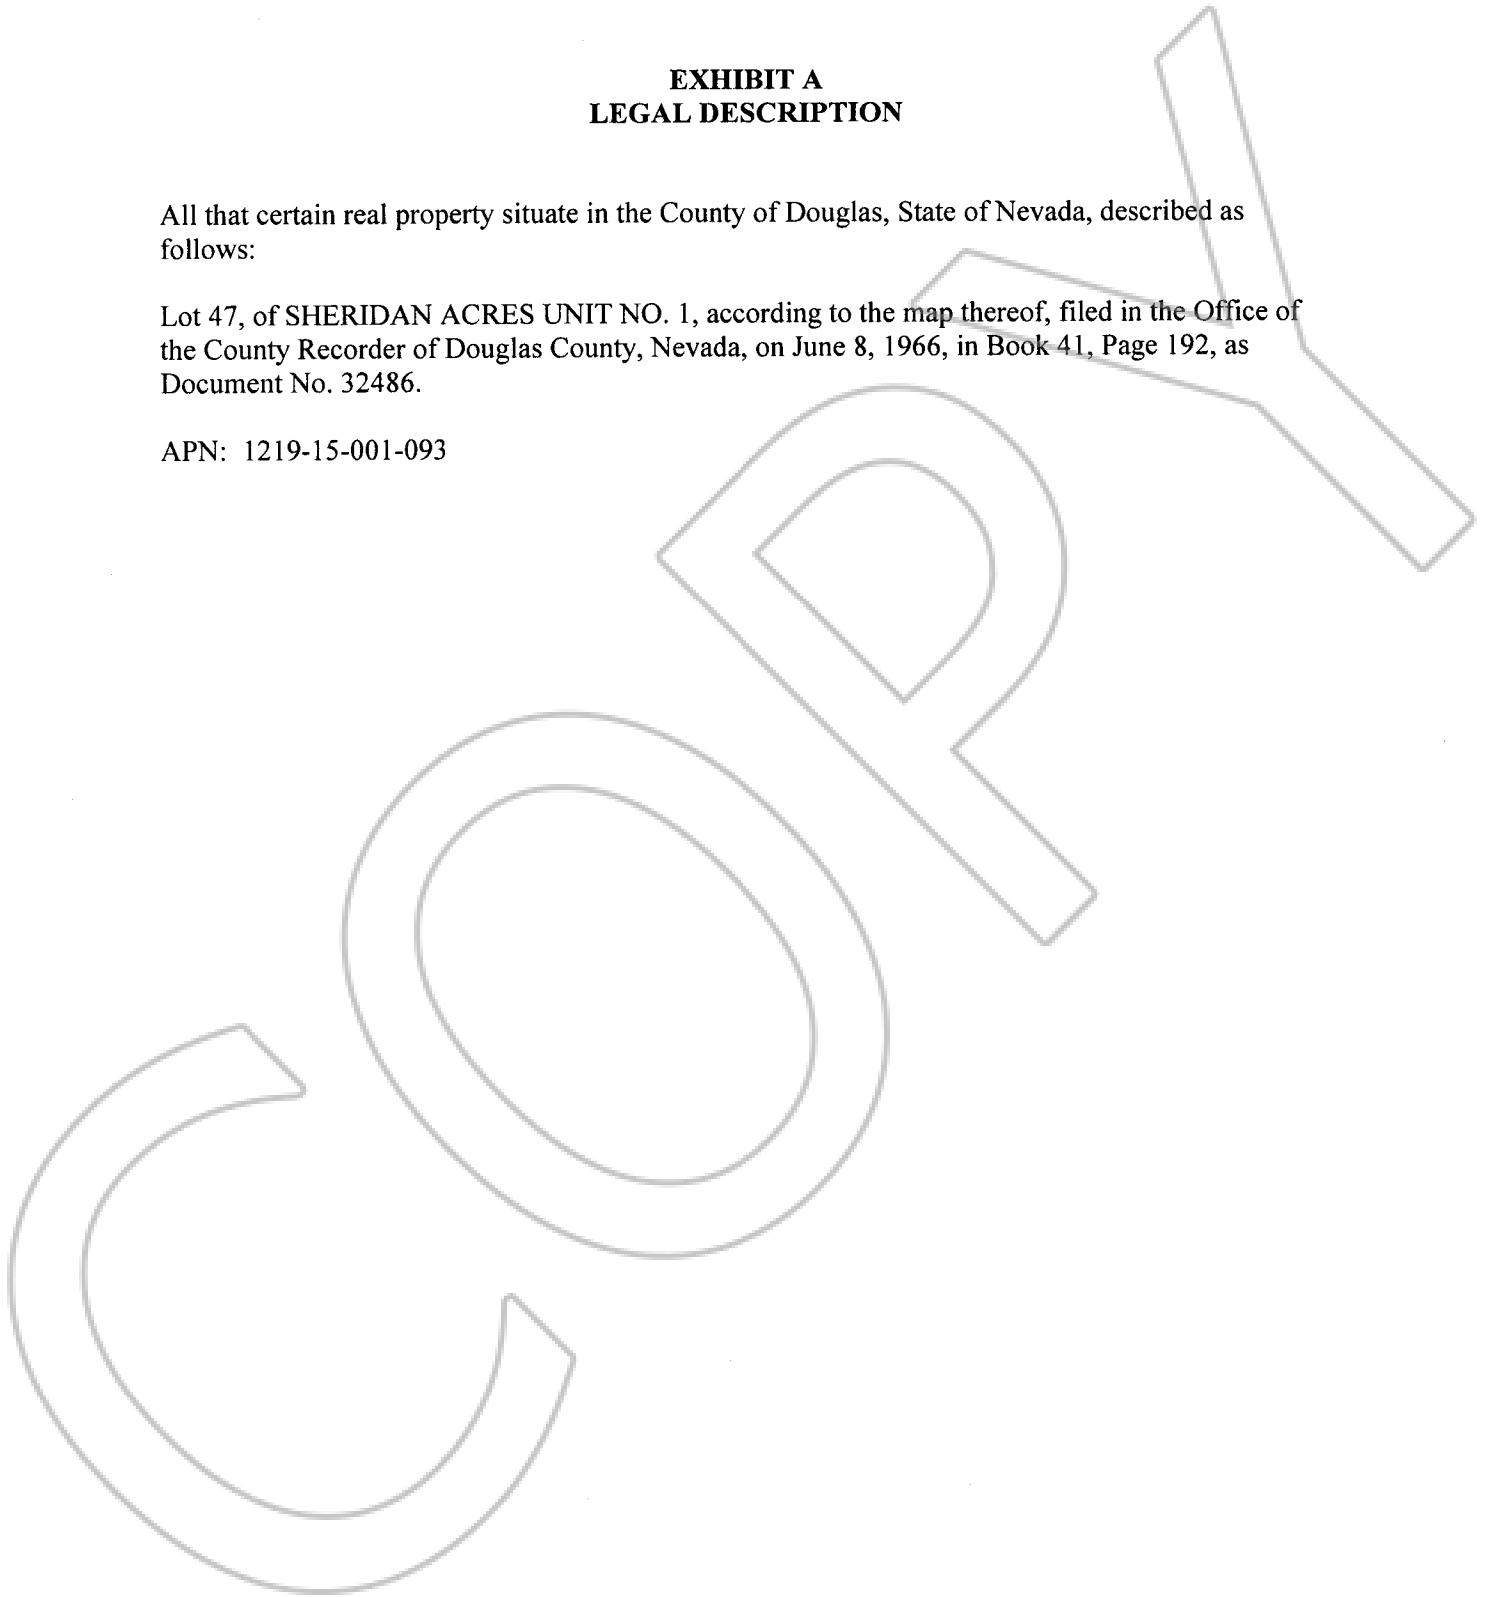 EXHIBIT A
LEGAL DESCRIPTION
All that certain real property situate in the County of Douglas, State of Nevada, described as
follows:
Lot 47, of SHERIDAN ACRES UNIT NO. 1, according to the map thereof, filed in the Office of
the County Recorder of Douglas County, Nevada, on June 8, 1966, in Book 41, Page 192, as
Document No. 32486.
APN: 1219-15-001-093
COPY